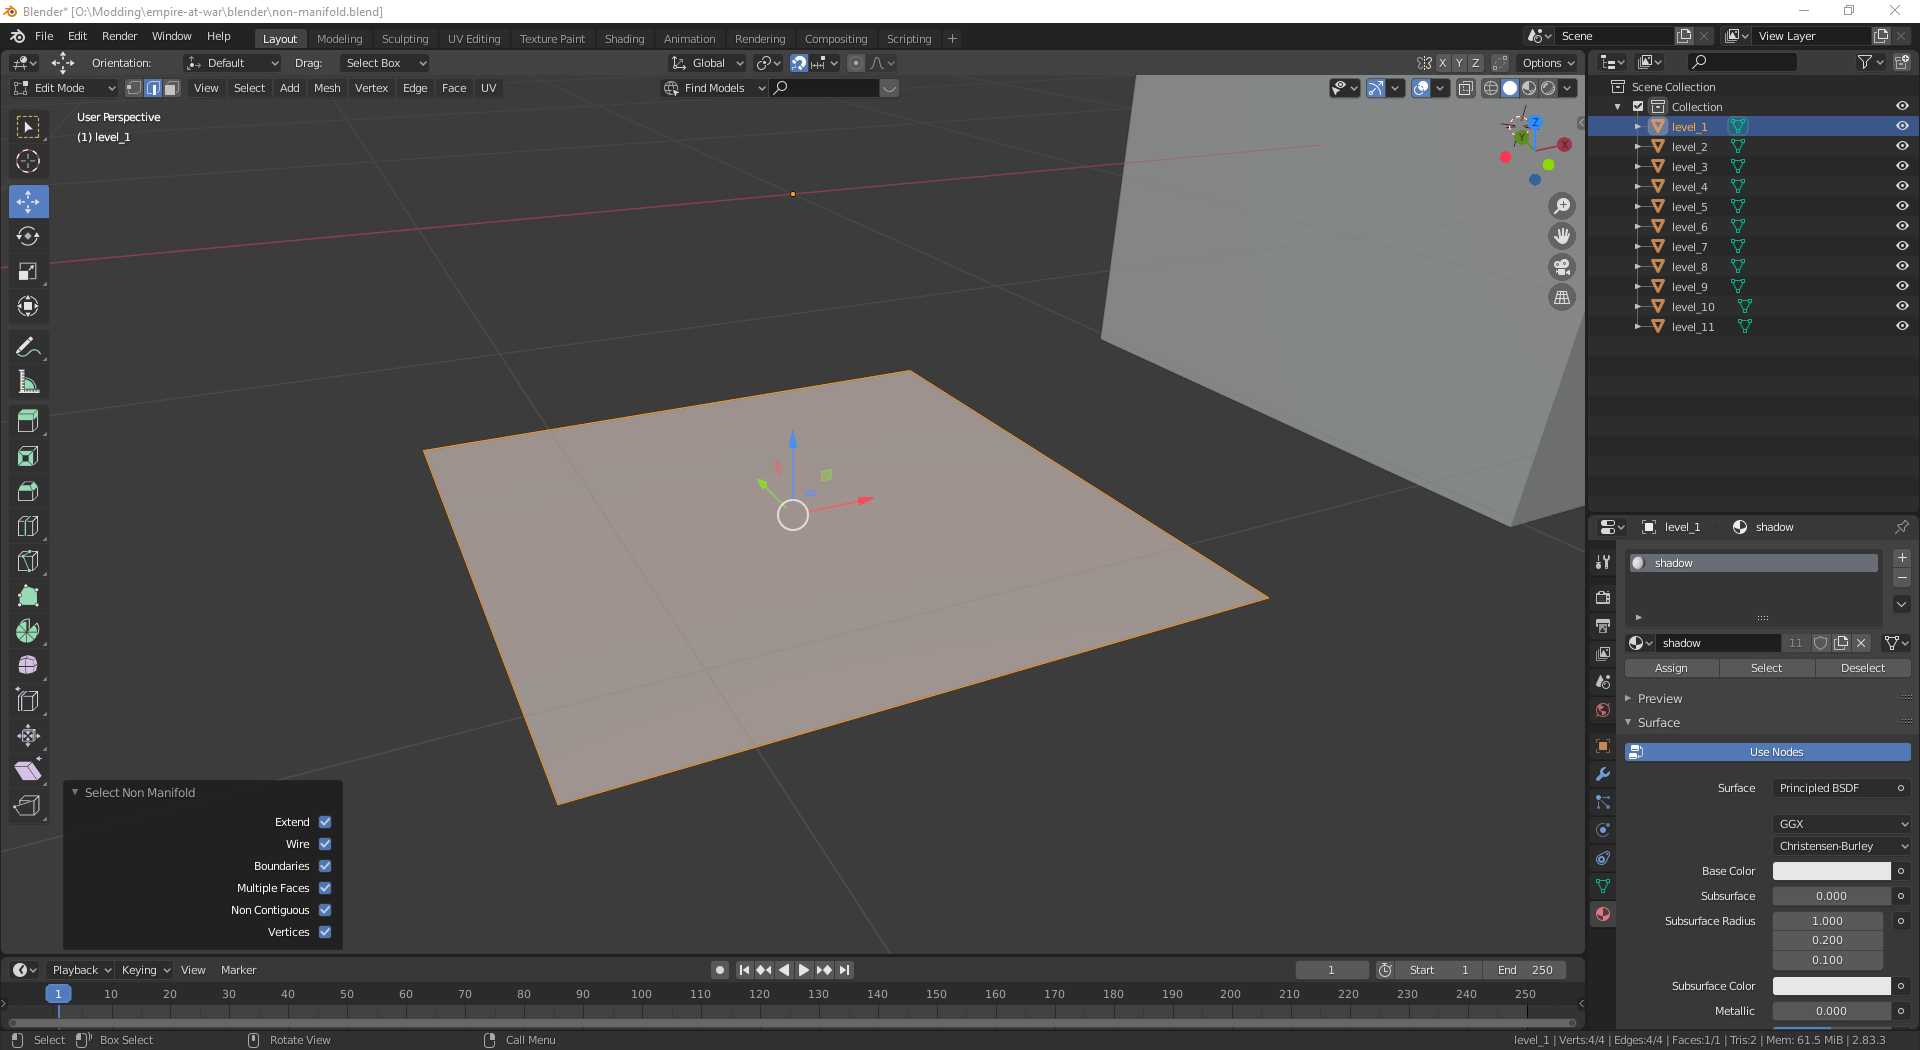 Blender* [O:\Modding\empire-at-war\blender\non-manifold.blend]
File Edit Render Window Help Layout Modeling Sculpting UV Editing Texture Paint Shading Animation Rendering Compositing Scripting + Scene View Layer
Orientation: Default Drag: Select Box Global X Y Z Options
Edit Mode View Select Add Mesh Vertex Edge Face UV Find Models
User Perspective
(1) level_1
Z
Y
X
Scene Collection
Collection
level_1
level_2
level_3
level_4
level_5
level_6
level_7
level_8
level_9
level_10
level_11
level_1 shadow
shadow
shadow 11
Assign Select Deselect
Preview
Surface
Use Nodes
Surface Principled BSDF
GGX
Christensen-Burley
Base Color
Subsurface 0.000
Subsurface Radius 1.000
0.200
0.100
Subsurface Color
Metallic 0.000
Select Non Manifold
Extend
Wire
Boundaries
Multiple Faces
Non Contiguous
Vertices
Playback Keying View Marker 1 Start 1 End 250
1 10 20 30 40 50 60 70 80 90 100 110 120 130 140 150 160 170 180 190 200 210 220 230 240 250
Select Box Select Rotate View Call Menu level_1 | Verts:4/4 | Edges:4/4 | Faces:1/1 | Tris:2 | Mem: 61.5 MiB | 2.83.3